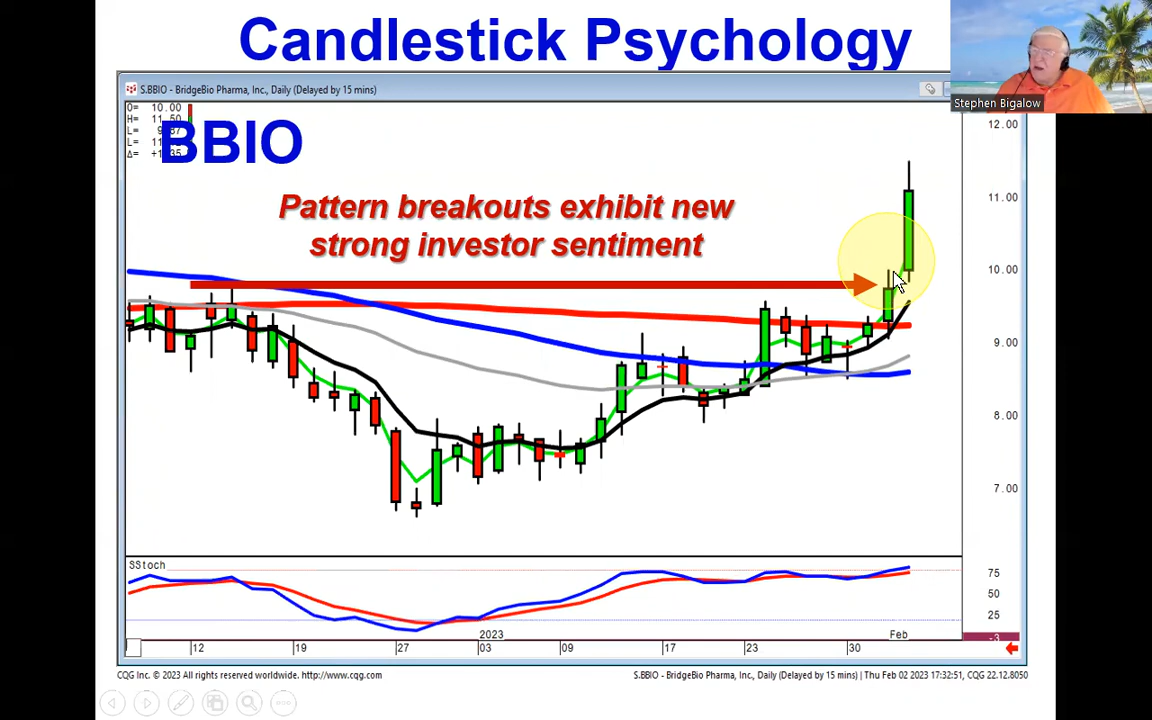 Candlestick Psychology
Stephen Bigalow
S.BBIO - BridgeBio Pharma, Inc., Daily (Delayed by 15 mins)
O= 10.00
H= 11.50
L=
L=
Δ=
BBIO
Pattern breakouts exhibit new
strong investor sentiment
12.00
11.00
10.00
9.00
8.00
7.00
SStoch
75
50
25
-3
2023
Feb
12
19
27
03
09
17
23
30
CQG Inc. © 2023 All rights reserved worldwide. http://www.cqg.com
S.BBIO - BridgeBio Pharma, Inc., Daily (Delayed by 15 mins) | Thu Feb 02 2023 17:32:51, CQG 22.12.8050